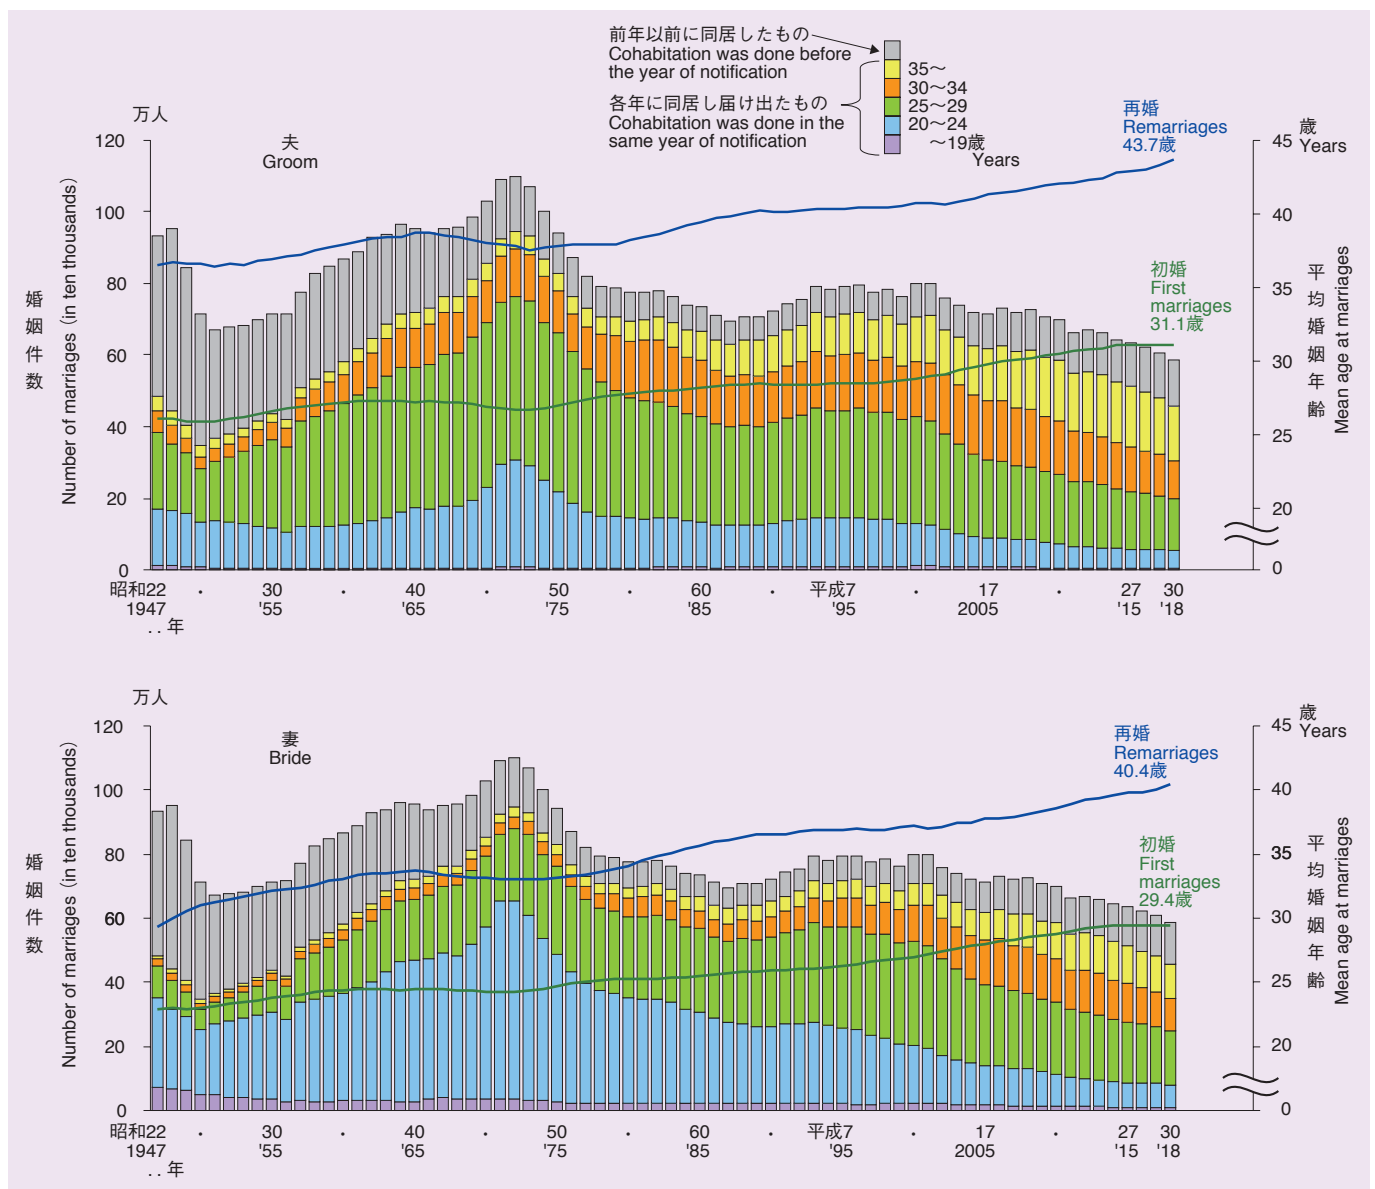 前年以前に同居したもの
Cohabitation was done before
the year of notification
各年に同居し届け出たもの
Cohabitation was done in the
same year of notification
35〜
30〜34
25〜29
20〜24
〜19歳
Years
万人
夫
Groom
再婚
Remarriages
43.7歳
歳
Years
初婚
First
marriages
31.1歳
120
100
80
60
40
20
0
45
40
35
30
25
20
0
婚姻件数
Number of marriages (in ten thousands)
平均婚姻年齢
Mean age at marriages
昭和22 ・ 30 ・ 40 ・ 50 ・ 60 ・ 平成7 ・ 17 ・ 27 30
1947 '55 '65 '75 '85 '95 2005 '15 '18
‥年
万人
妻
Bride
再婚
Remarriages
40.4歳
歳
Years
初婚
First
marriages
29.4歳
120
100
80
60
40
20
0
45
40
35
30
25
20
0
婚姻件数
Number of marriages (in ten thousands)
平均婚姻年齢
Mean age at marriages
昭和22 ・ 30 ・ 40 ・ 50 ・ 60 ・ 平成7 ・ 17 ・ 27 30
1947 '55 '65 '75 '85 '95 2005 '15 '18
‥年